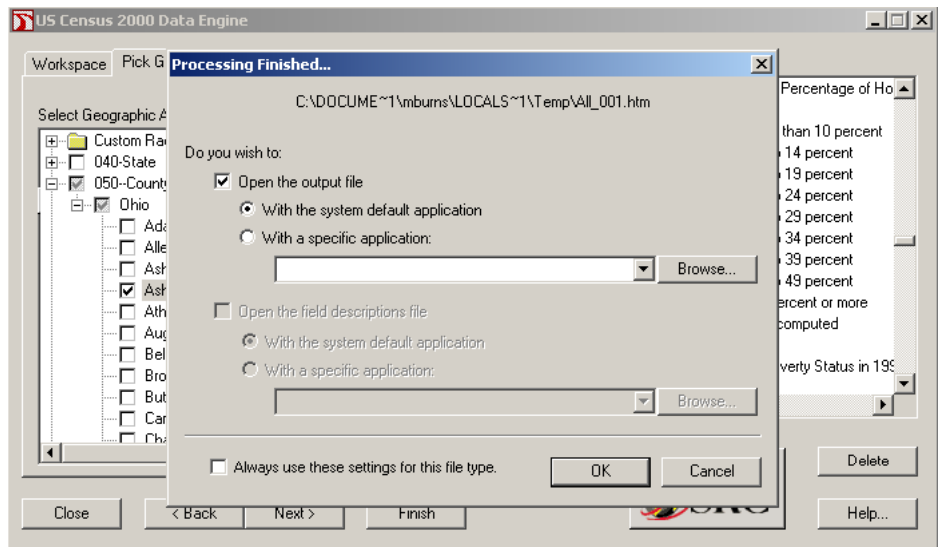 US Census 2000 Data Engine
Workspace
Pick G
Select Geographic A
Custom Ra
040-State
050--County
Ohio
Ada
Alle
Ash
Ash
Ath
Aug
Bel
Bro
But
Car
Cha
Processing Finished...
C:\DOCUME~1\mburns\LOCALS~1\Temp\All_001.htm
Do you wish to:
Open the output file
With the system default application
With a specific application:
Browse...
Open the field descriptions file
With the system default application
With a specific application:
Browse...
Always use these settings for this file type.
OK
Cancel
Percentage of Ho
than 10 percent
14 percent
19 percent
24 percent
29 percent
34 percent
39 percent
49 percent
ercent or more
computed
verty Status in 199
Delete
Close
< Back
Next >
Finish
SRC
Help...